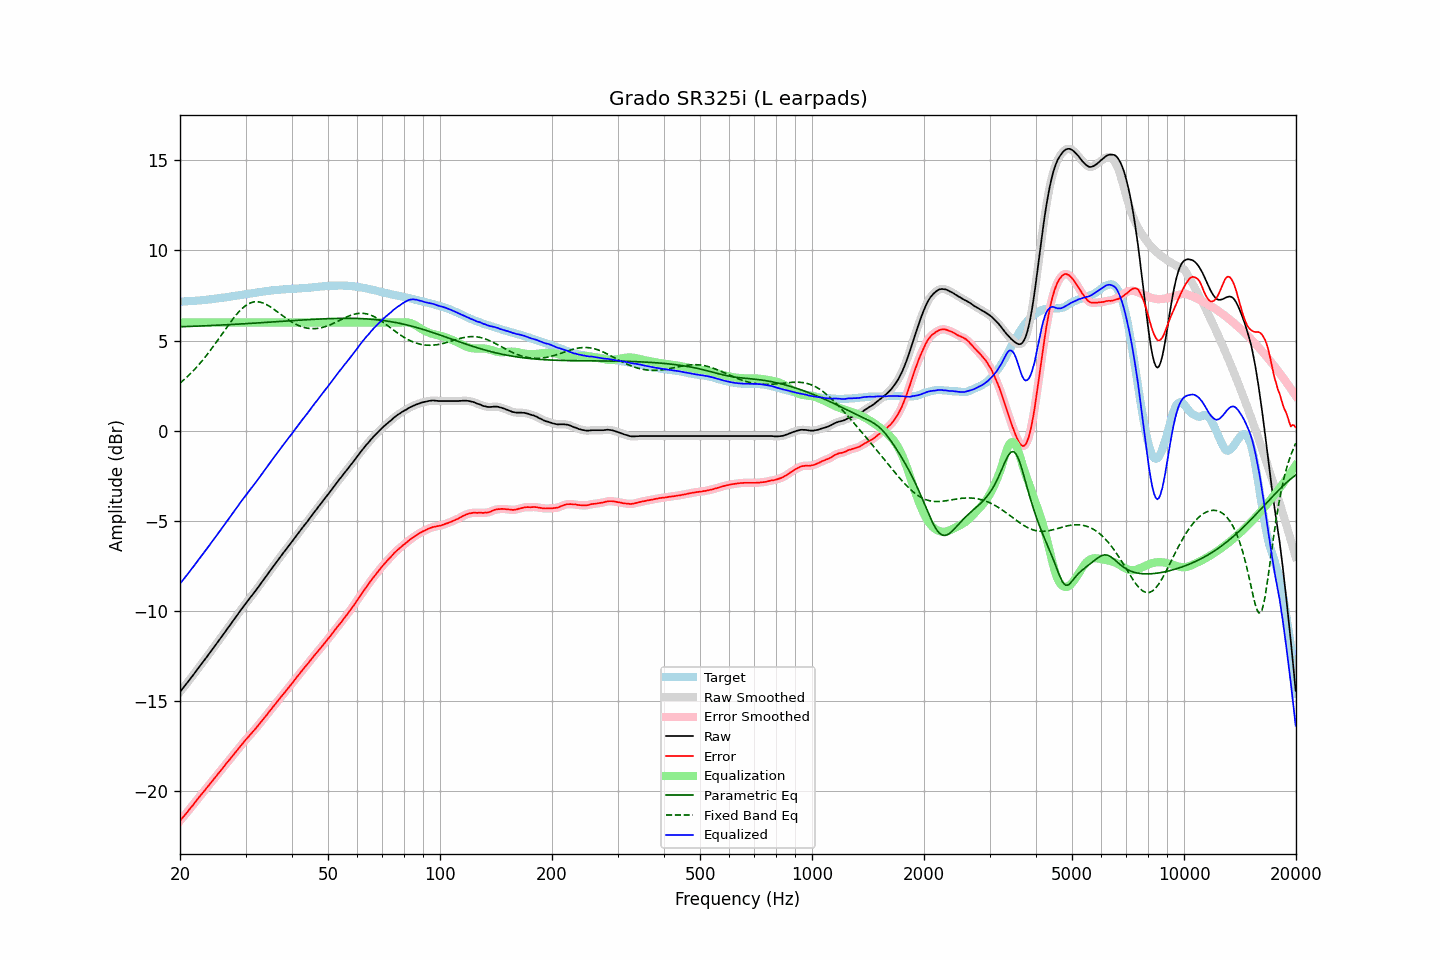 Grado SR325i (L earpads)
Amplitude (dBr)
15
10
5
0
−5
−10
−15
−20
Target
Raw Smoothed
Error Smoothed
Raw
Error
Equalization
Parametric Eq
Fixed Band Eq
Equalized
20 50 100 200 500 1000 2000 5000 10000 20000
Frequency (Hz)